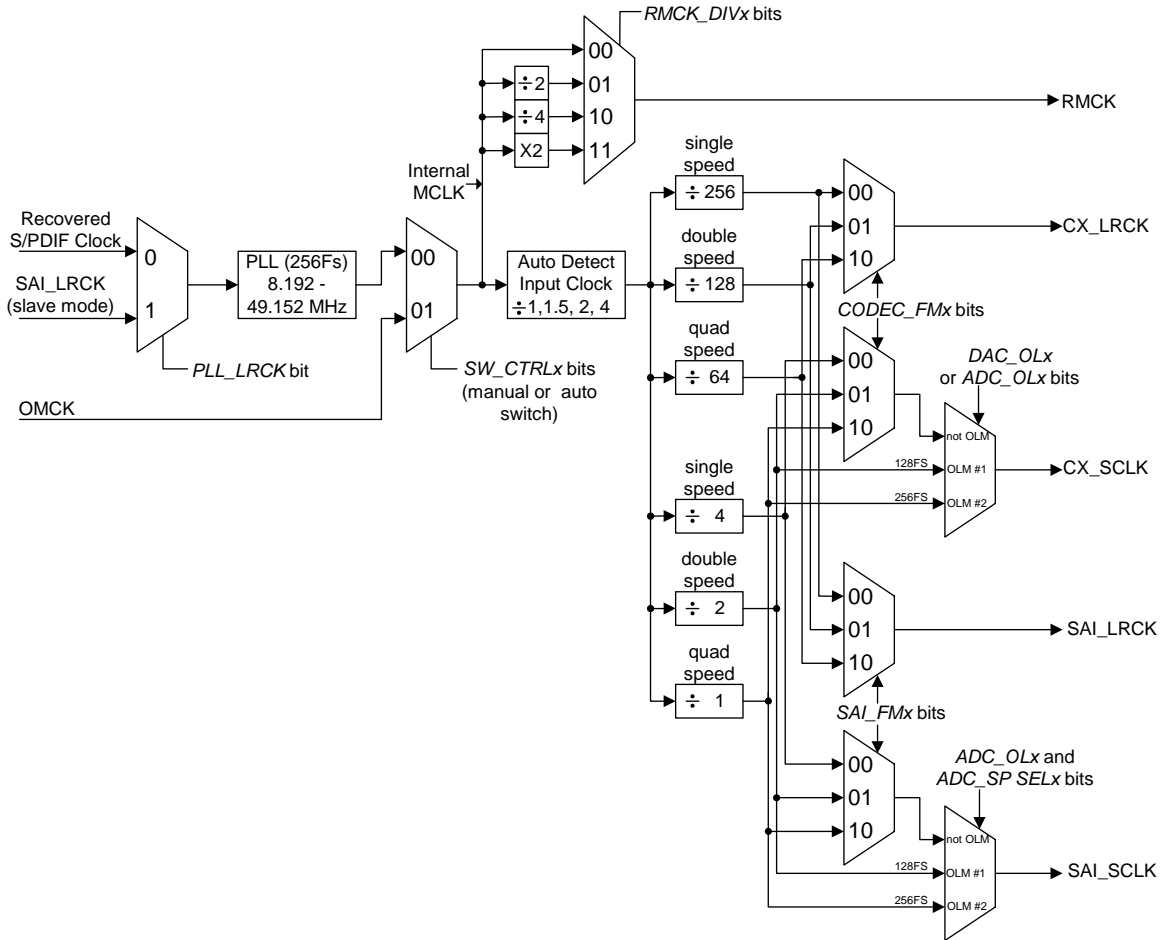 RMCK_DIVx bits
00
÷2
01
÷4
10
X2
11
RMCK
Internal
MCLK
Recovered
S/PDIF Clock
SAI_LRCK
(slave mode)
0
1
PLL_LRCK bit
PLL (256Fs)
8.192 -
49.152 MHz
OMCK
00
01
SW_CTRLx bits
(manual or auto
switch)
Auto Detect
Input Clock
÷1,1.5, 2, 4
single
speed
÷ 256
double
speed
÷ 128
quad
speed
÷ 64
00
01
10
CX_LRCK
CODEC_FMx bits
00
01
10
DAC_OLx
or ADC_OLx bits
not OLM
128FS
OLM #1
256FS
OLM #2
CX_SCLK
single
speed
÷ 4
double
speed
÷ 2
quad
speed
÷ 1
00
01
10
SAI_LRCK
SAI_FMx bits
00
01
10
ADC_OLx and
ADC_SP SELx bits
not OLM
128FS
OLM #1
256FS
OLM #2
SAI_SCLK